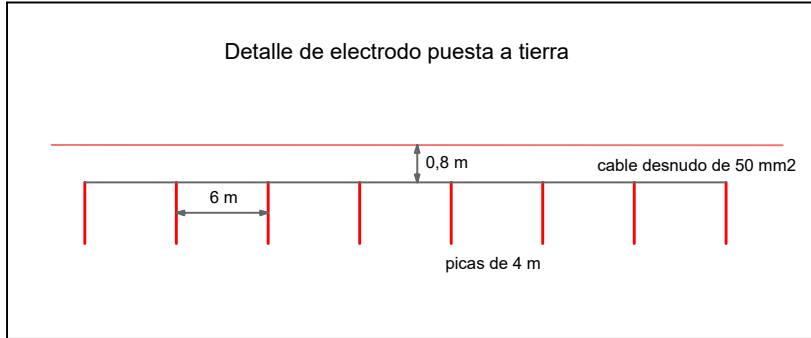 Detalle de electrodo puesta a tierra
0,8 m
cable desnudo de 50 mm2
6 m
picas de 4 m